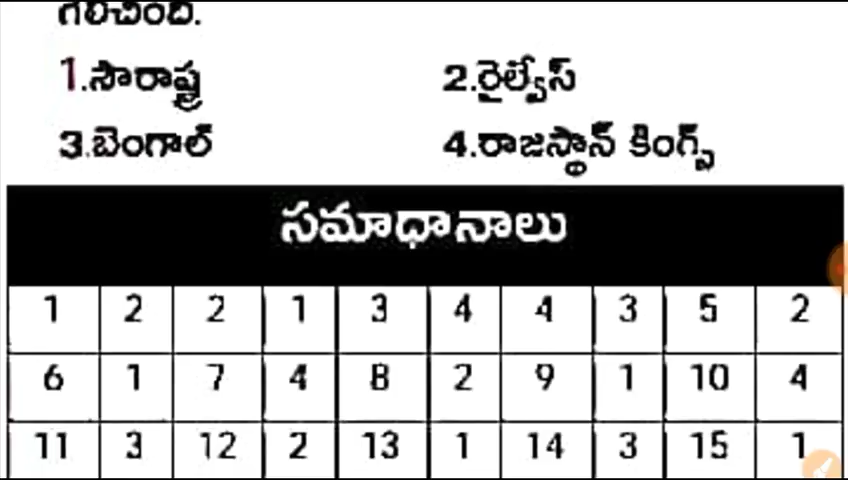 గెలిచింది.
1.సౌరాష్ట్ర 2.రైల్వేస్
3.బెంగాల్ 4.రాజస్థాన్ కింగ్స్
సమాధానాలు
1 2 2 1 3 4 4 3 5 2
6 1 7 4 8 2 9 1 10 4
11 3 12 2 13 1 14 3 15 1